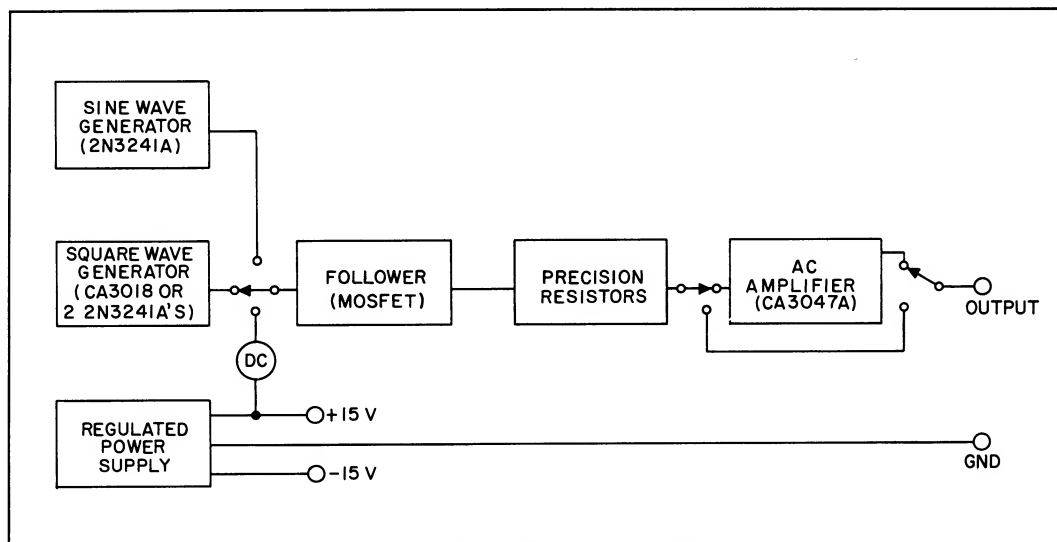 SINE WAVE
GENERATOR
(2N3241A)
SQUARE WAVE
GENERATOR
(CA3018 OR
2 2N3241A'S)
FOLLOWER
(MOSFET)
PRECISION
RESISTORS
AC
AMPLIFIER
(CA3047A)
OUTPUT
DC
REGULATED
POWER
SUPPLY
+15 V
-15 V
GND